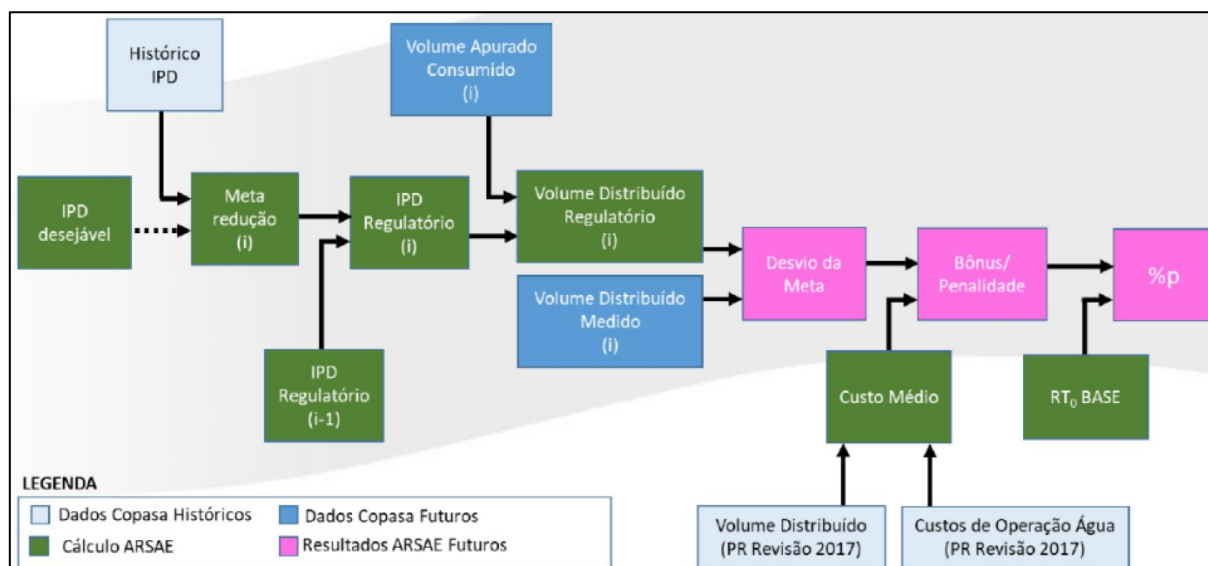 Histórico
IPD
Volume Apurado
Consumido
(i)
IPD
desejável
Meta
redução
(i)
IPD
Regulatório
(i)
Volume Distribuído
Regulatório
(i)
Desvio da
Meta
Bônus/
Penalidade
%p
Volume Distribuído
Medido
(i)
IPD
Regulatório
(i-1)
Custo Médio
RT₀ BASE
LEGENDA
Dados Copasa Históricos
Dados Copasa Futuros
Cálculo ARSAE
Resultados ARSAE Futuros
Volume Distribuído
(PR Revisão 2017)
Custos de Operação Água
(PR Revisão 2017)